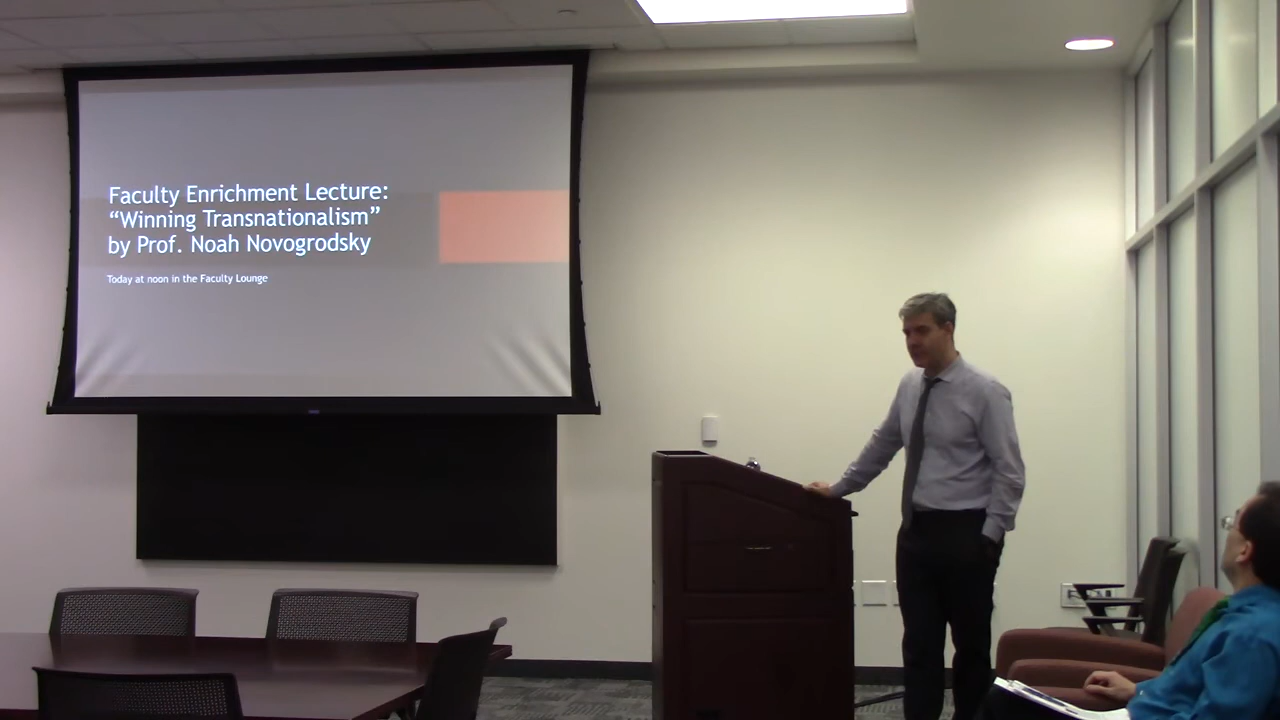 Faculty Enrichment Lecture:
“Winning Transnationalism”
by Prof. Noah Novogrodsky
Today at noon in the Faculty Lounge